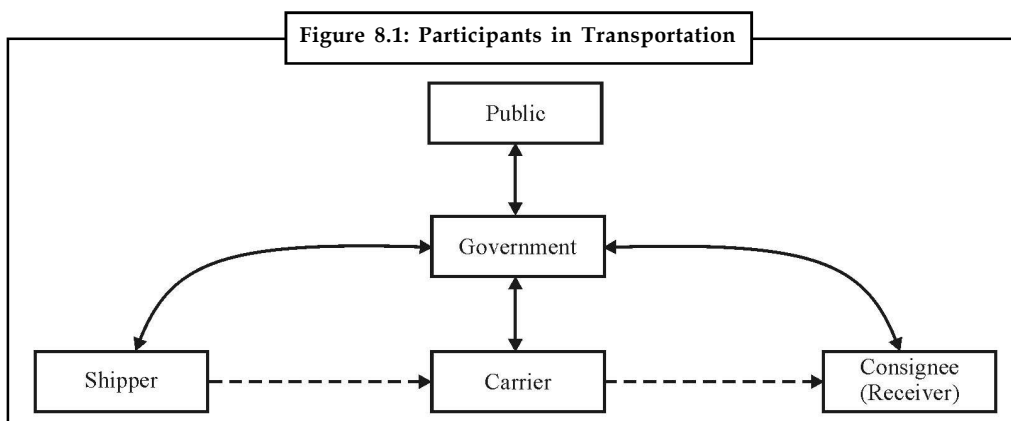 Figure 8.1: Participants in Transportation
Public
Government
Shipper
Carrier
Consignee
(Receiver)